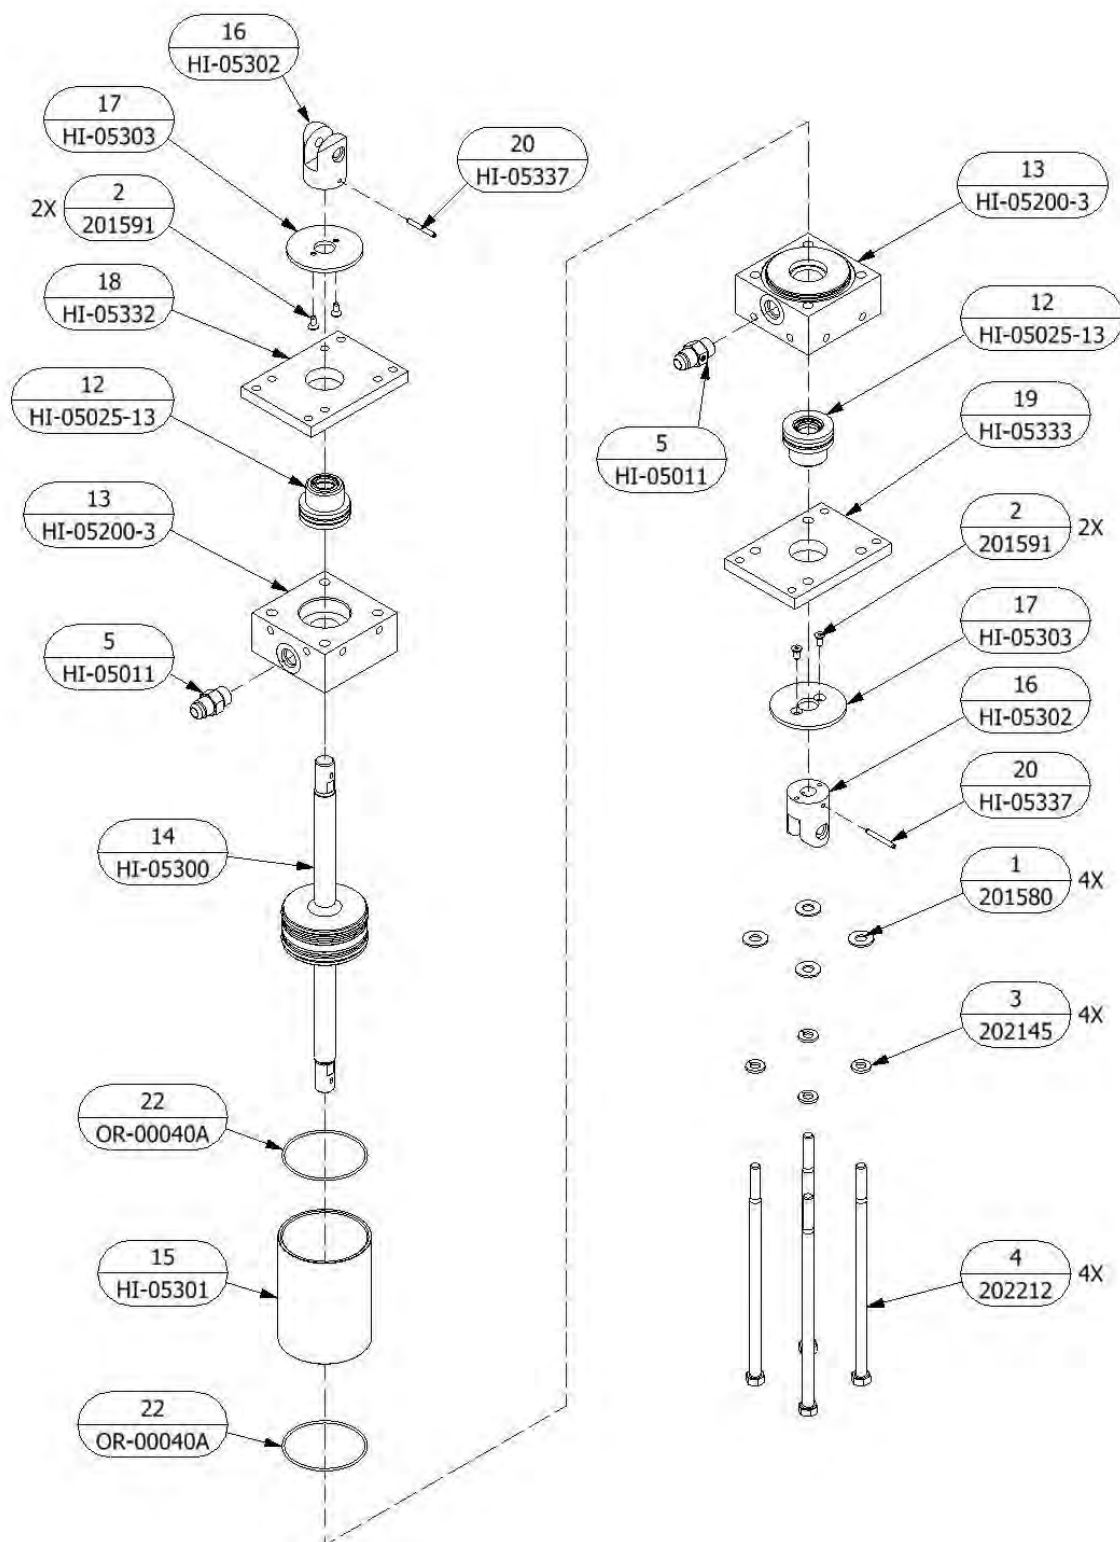 16
HI-05302
17
HI-05303
20
HI-05337
2X
2
201591
18
HI-05332
12
HI-05025-13
13
HI-05200-3
5
HI-05011
14
HI-05300
22
OR-00040A
15
HI-05301
22
OR-00040A
13
HI-05200-3
12
HI-05025-13
5
HI-05011
19
HI-05333
2
201591
2X
17
HI-05303
16
HI-05302
20
HI-05337
1
201580
4X
3
202145
4X
4
202212
4X